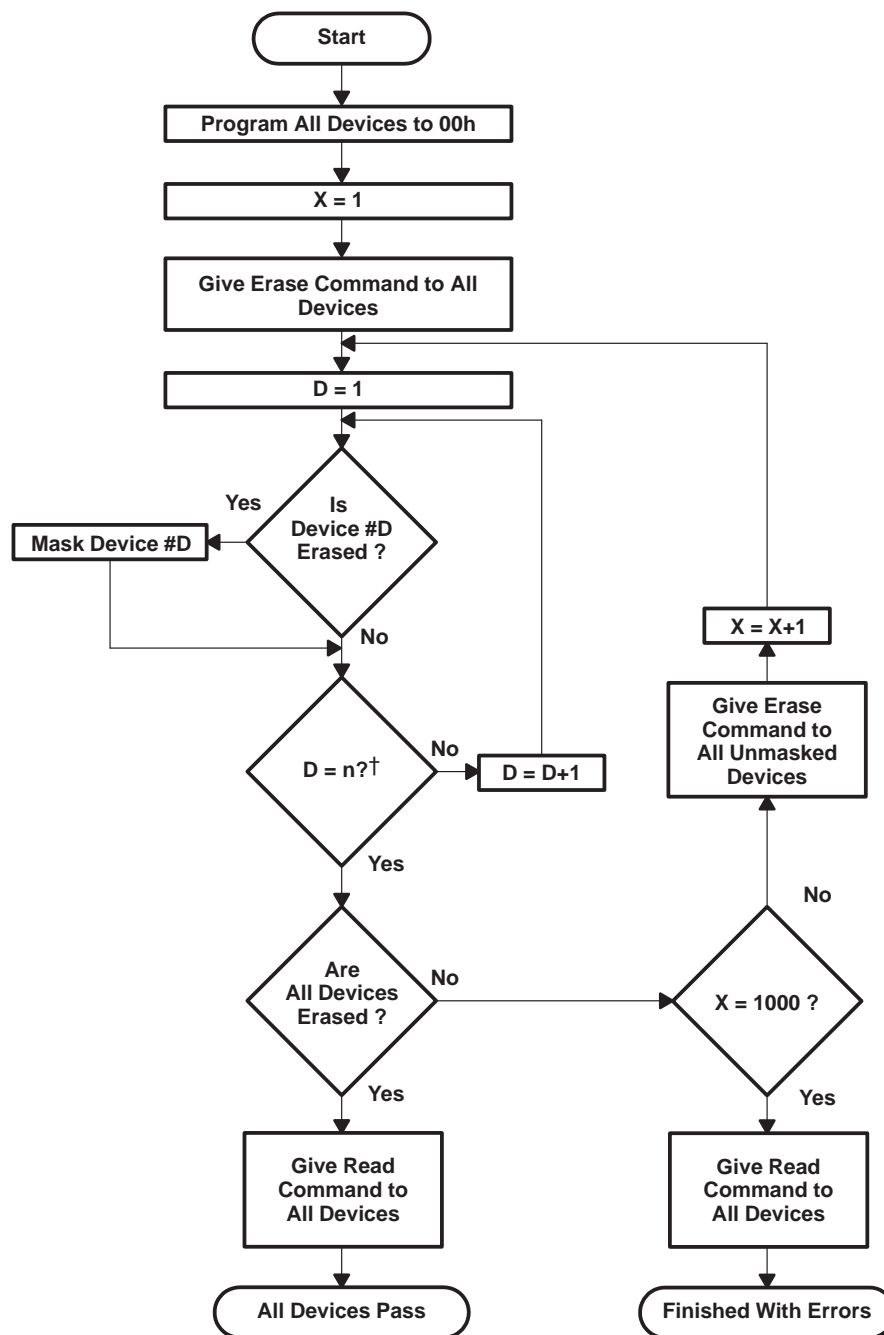 Start
Program All Devices to 00h
X = 1
Give Erase Command to All
Devices
D = 1
Yes
Is
Device #D
Erased ?
Mask Device #D
No
X = X+1
Give Erase
Command to
All Unmasked
Devices
D = n?†
No
D = D+1
Yes
No
Are
All Devices
Erased ?
No
X = 1000 ?
Yes
Yes
Give Read
Command to
All Devices
Give Read
Command to
All Devices
All Devices Pass
Finished With Errors